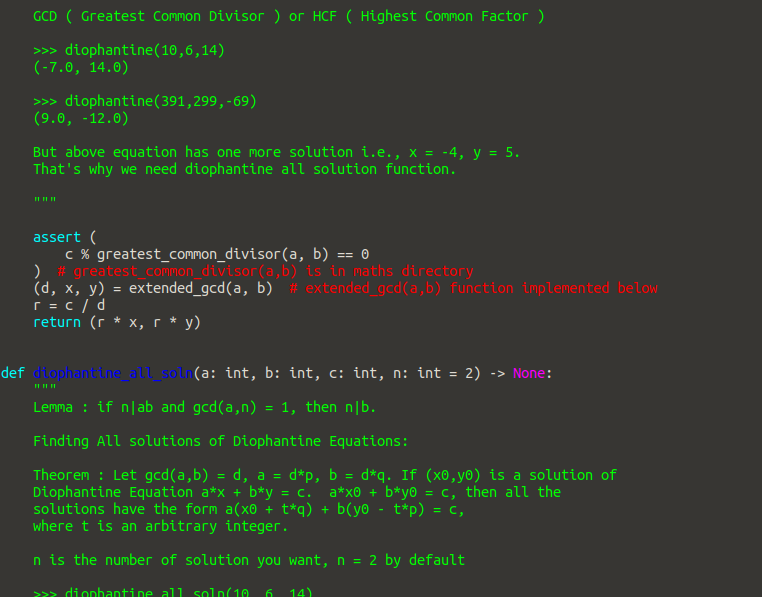 GCD ( Greatest Common Divisor ) or HCF ( Highest Common Factor )
>>> diophantine(10,6,14)
(-7.0, 14.0)
>>> diophantine(391,299,-69)
(9.0, -12.0)
But above equation has one more solution i.e., x = -4, y = 5.
That's why we need diophantine all solution function.
"""
assert (
c % greatest_common_divisor(a, b) == 0
)  # greatest_common_divisor(a,b) is in maths directory
(d, x, y) = extended_gcd(a, b)  # extended_gcd(a,b) function implemented below
r = c / d
return (r * x, r * y)
def diophantine_all_soln(a: int, b: int, c: int, n: int = 2) -> None:
"""
Lemma : if n|ab and gcd(a,n) = 1, then n|b.
Finding All solutions of Diophantine Equations:
Theorem : Let gcd(a,b) = d, a = d*p, b = d*q. If (x0,y0) is a solution of
Diophantine Equation a*x + b*y = c.  a*x0 + b*y0 = c, then all the
solutions have the form a(x0 + t*q) + b(y0 - t*p) = c,
where t is an arbitrary integer.
n is the number of solution you want, n = 2 by default
>>> diophantine_all_soln(10, 6, 14)